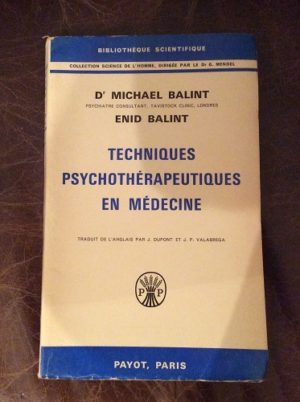 BIBLIOTHÈQUE SCIENTIFIQUE
COLLECTION SCIENCE DE L'HOMME, DIRIGÉE PAR LE Dr G. MENDEL
Dr MICHAEL BALINT
PSYCHIATRE CONSULTANT, TAVISTOCK CLINIC, LONDRES
ENID BALINT
TECHNIQUES
PSYCHOTHÉRAPEUTIQUES
EN MÉDECINE
TRADUIT DE L'ANGLAIS PAR J. DUPONT ET J. P. VALABREGA
P P
PAYOT, PARIS